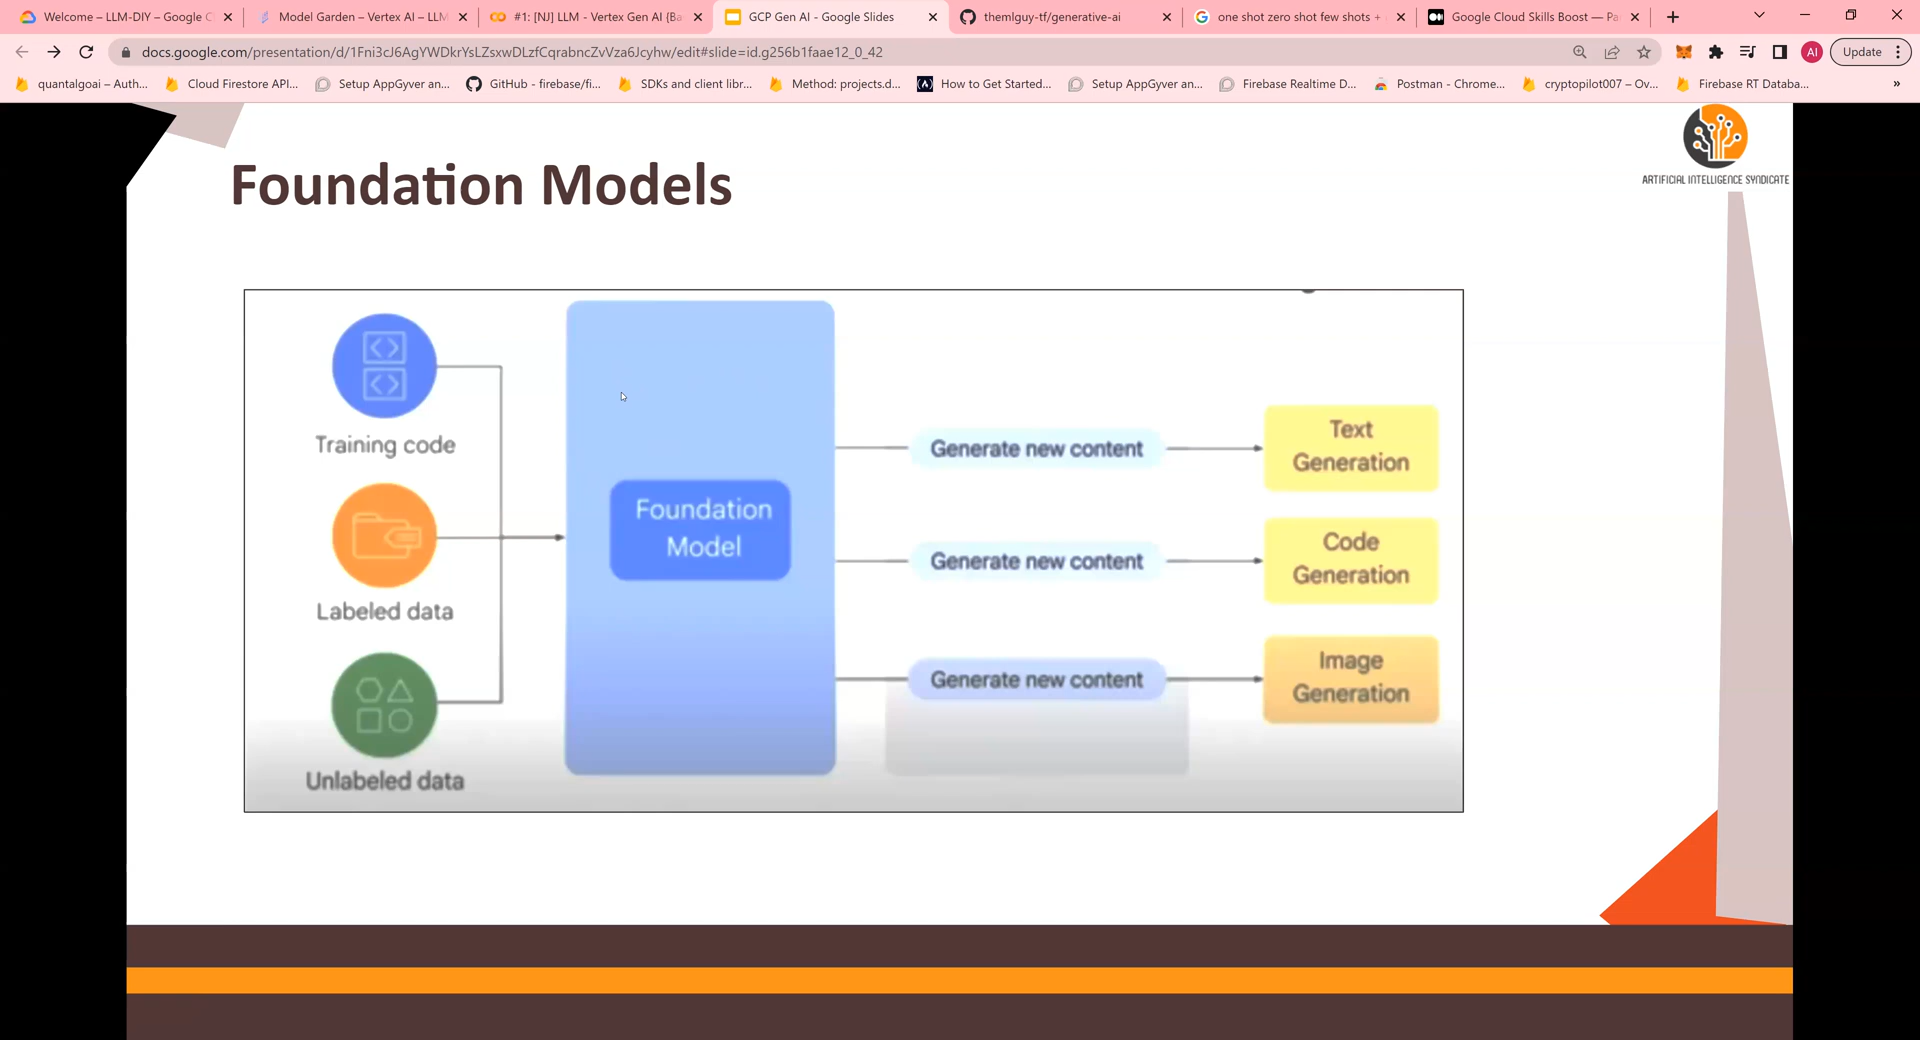 Welcome – LLM-DIY – Google C
Model Garden – Vertex AI – LLM
#1: [NJ] LLM - Vertex Gen AI {Ba
GCP Gen AI - Google Slides
themlguy-tf/generative-ai
one shot zero shot few shots +
Google Cloud Skills Boost — Pa
docs.google.com/presentation/d/1Fni3cJ6AgYWDkrYsLZsxwDLzfCqrabncZvVza6Jcyhw/edit#slide=id.g256b1faae12_0_42
AI
Update
quantalgoai – Auth...
Cloud Firestore API...
Setup AppGyver an...
GitHub - firebase/fi...
SDKs and client libr...
Method: projects.d...
How to Get Started...
Setup AppGyver an...
Firebase Realtime D...
Postman - Chrome...
cryptopilot007 – Ov...
Firebase RT Databa...
»
ARTIFICIAL INTELLIGENCE SYNDICATE
Foundation Models
Training code
Labeled data
Unlabeled data
Foundation
Model
Generate new content
Text
Generation
Generate new content
Code
Generation
Generate new content
Image
Generation